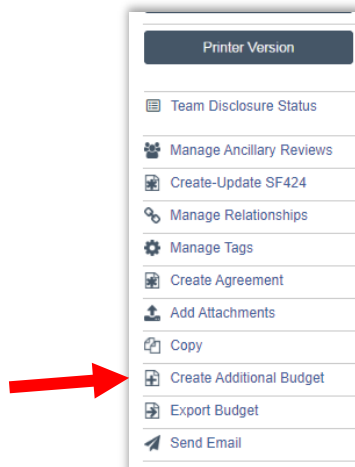 Printer Version
Team Disclosure Status
Manage Ancillary Reviews
Create-Update SF424
Manage Relationships
Manage Tags
Create Agreement
Add Attachments
Copy
Create Additional Budget
Export Budget
Send Email